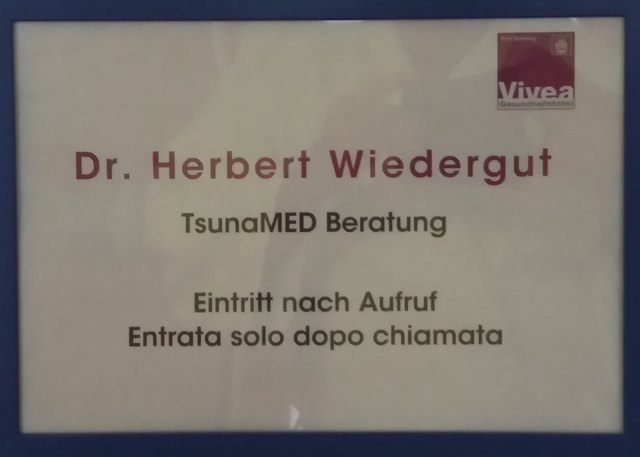 Vivea
Gesundheitshotel
Dr. Herbert Wiedergut
TsunaMED Beratung
Eintritt nach Aufruf
Entrata solo dopo chiamata